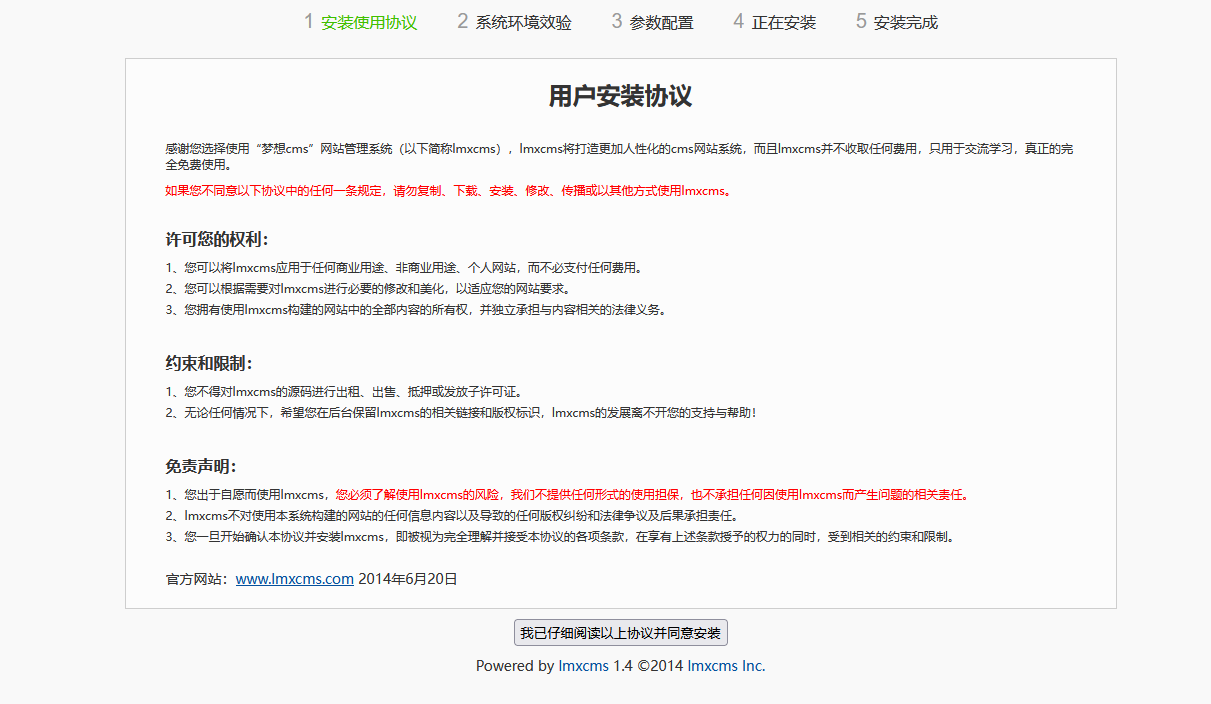 1 安装使用协议 2 系统环境效验 3 参数配置 4 正在安装 5 安装完成
用户安装协议
感谢您选择使用“梦想cms”网站管理系统（以下简称lmxcms），lmxcms将打造更加人性化的cms网站系统，而且lmxcms并不收取任何费用，只用于交流学习，真正的完
全免费使用。
如果您不同意以下协议中的任何一条规定，请勿复制、下载、安装、修改、传播或以其他方式使用lmxcms。
许可您的权利：
1、您可以将lmxcms应用于任何商业用途、非商业用途、个人网站，而不必支付任何费用。
2、您可以根据需要对lmxcms进行必要的修改和美化，以适应您的网站要求。
3、您拥有使用lmxcms构建的网站中的全部内容的所有权，并独立承担与内容相关的法律义务。
约束和限制：
1、您不得对lmxcms的源码进行出租、出售、抵押或发放子许可证。
2、无论任何情况下，希望您在后台保留lmxcms的相关链接和版权标识，lmxcms的发展离不开您的支持与帮助！
免责声明：
1、您出于自愿而使用lmxcms，您必须了解使用lmxcms的风险，我们不提供任何形式的使用担保，也不承担任何因使用lmxcms而产生问题的相关责任。
2、lmxcms不对使用本系统构建的网站的任何信息内容以及导致的任何版权纠纷和法律争议及后果承担责任。
3、您一旦开始确认本协议并安装lmxcms，即被视为完全理解并接受本协议的各项条款，在享有上述条款授予的权力的同时，受到相关的约束和限制。
官方网站：www.lmxcms.com 2014年6月20日
我已仔细阅读以上协议并同意安装
Powered by lmxcms 1.4 ©2014 lmxcms Inc.